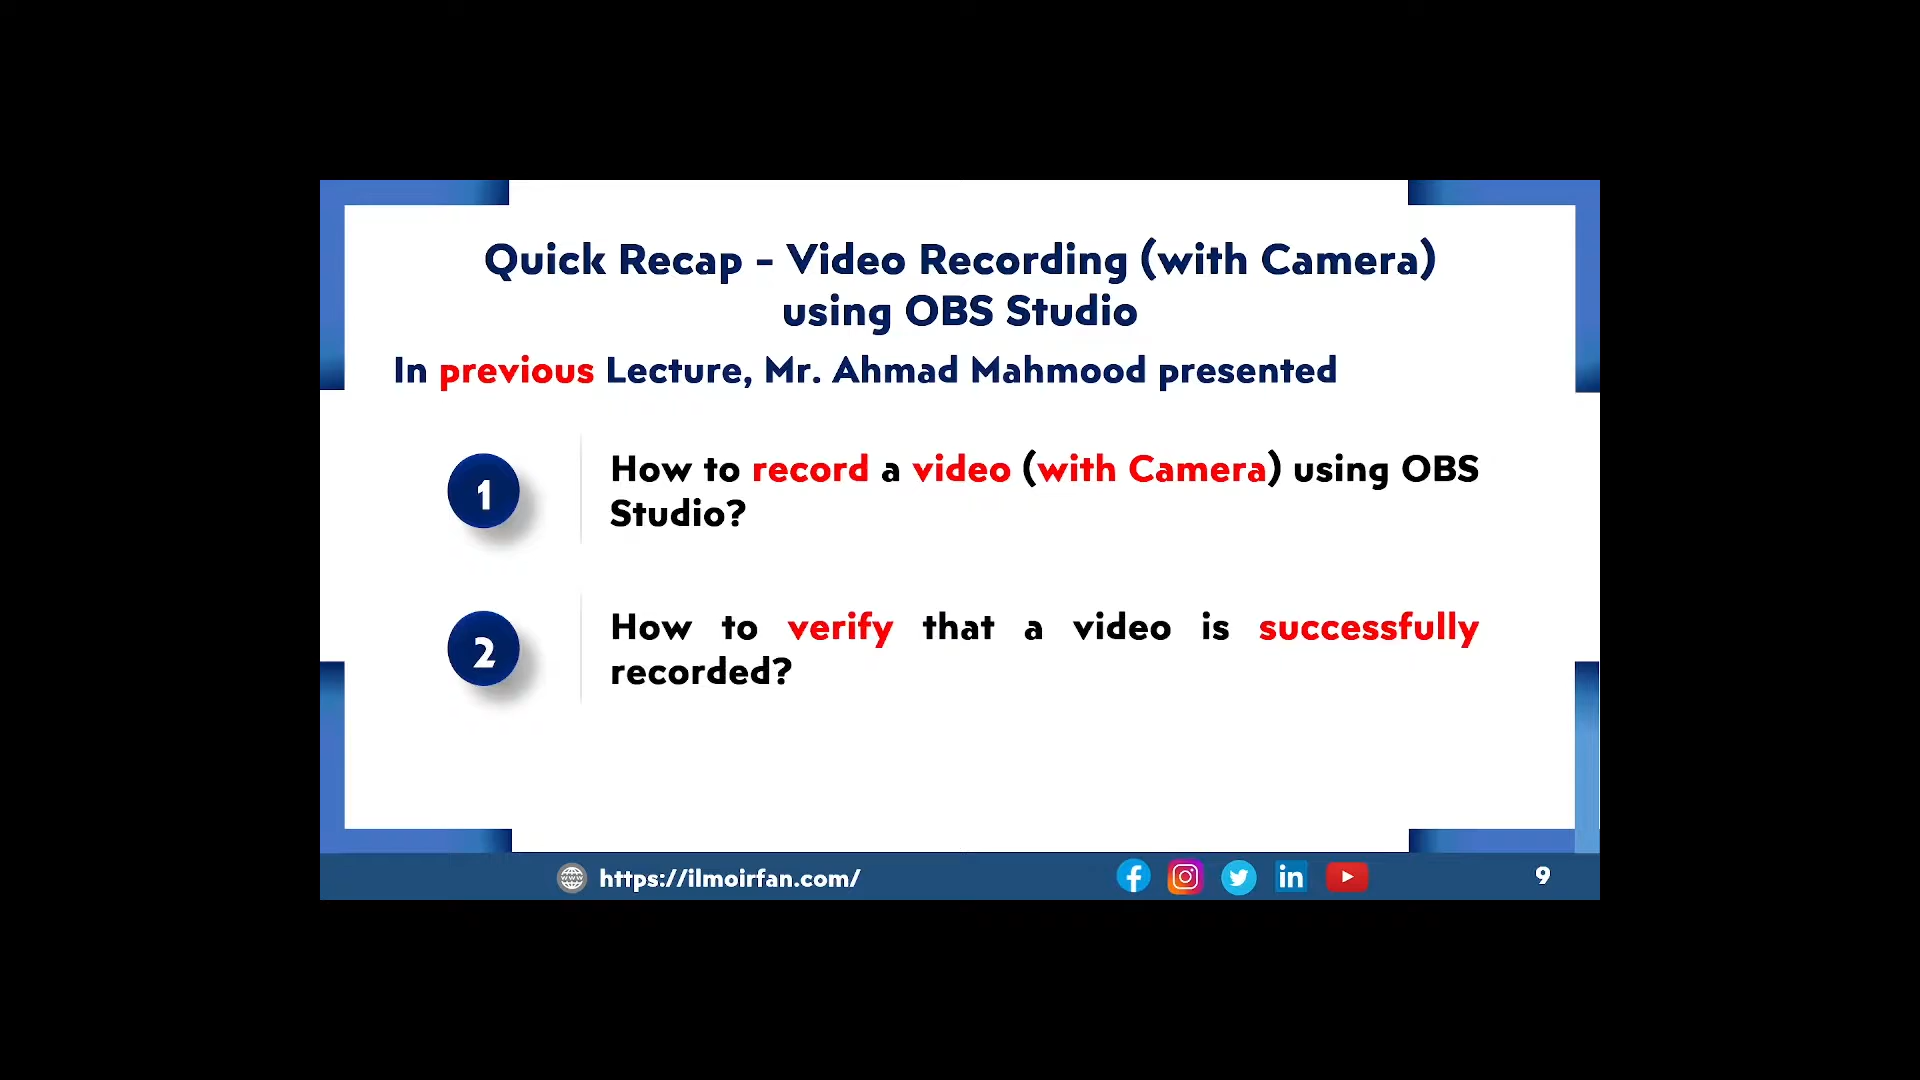 Quick Recap - Video Recording (with Camera)
using OBS Studio
In previous Lecture, Mr. Ahmad Mahmood presented
1
How to record a video (with Camera) using OBS
Studio?
2
How to verify that a video is successfully
recorded?
https://ilmoirfan.com/
9